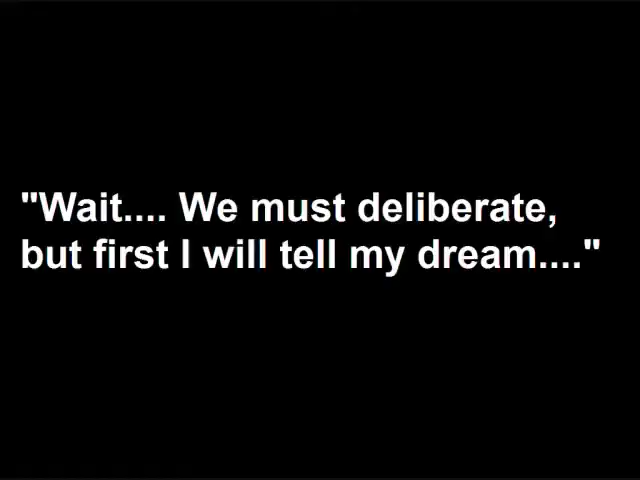 "Wait.... We must deliberate,
but first I will tell my dream...."